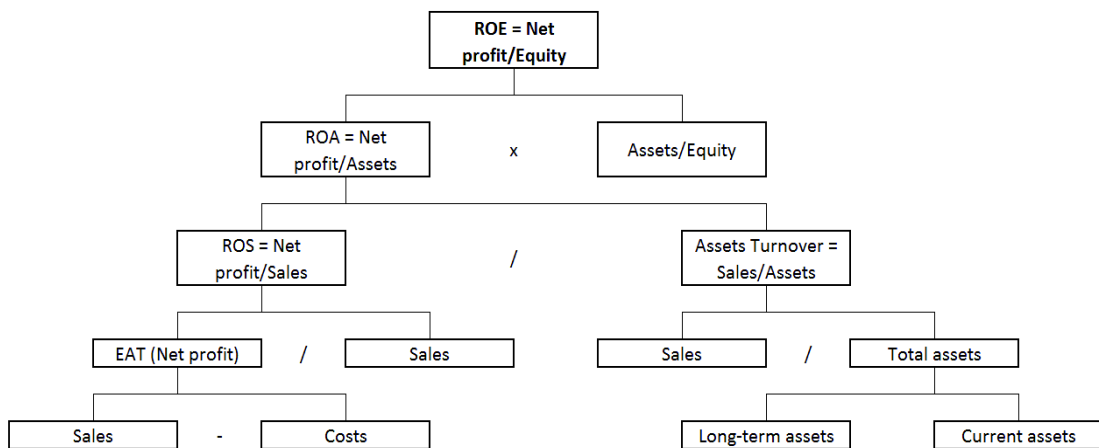 ROE = Net
profit/Equity
ROA = Net
profit/Assets
x
Assets/Equity
ROS = Net
profit/Sales
/
Assets Turnover =
Sales/Assets
EAT (Net profit)
/
Sales
Sales
/
Total assets
Sales
-
Costs
Long-term assets
Current assets